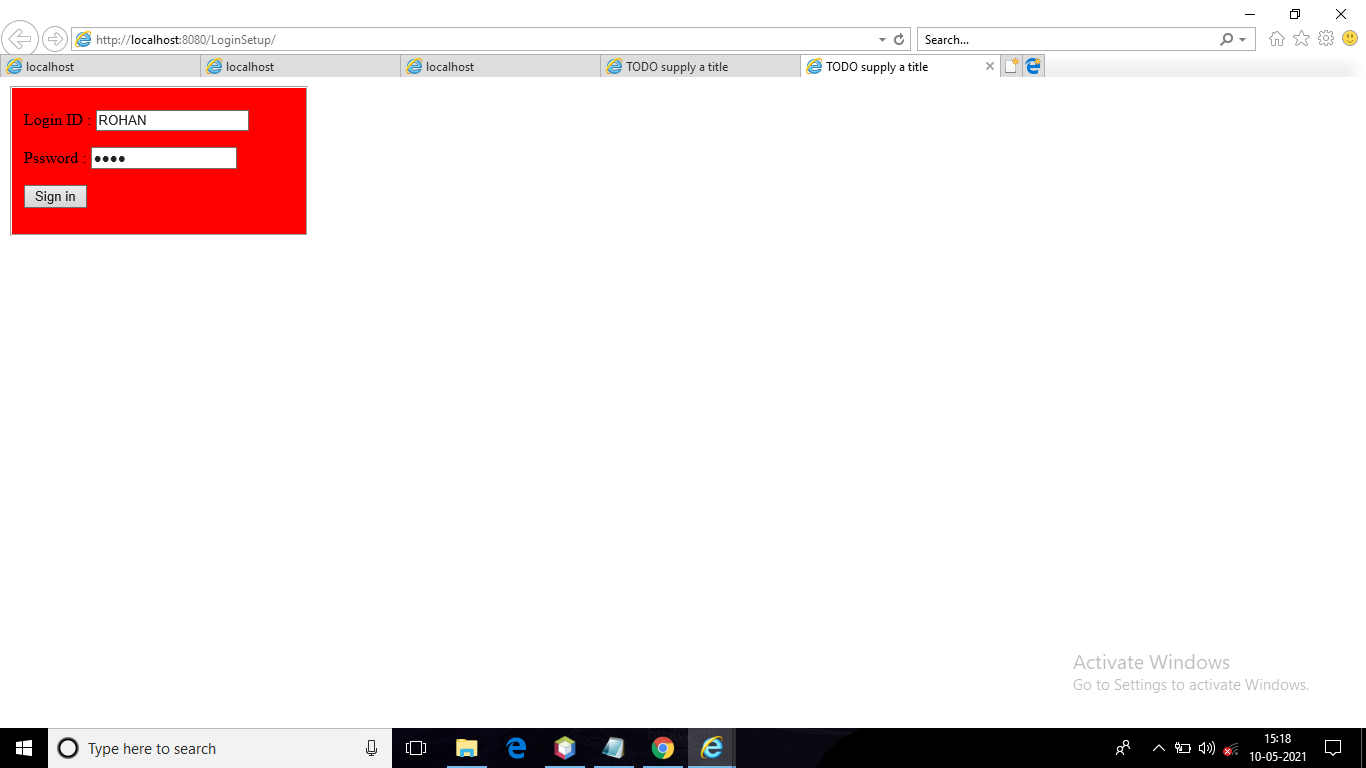 http://localhost:8080/LoginSetup/
Search...
localhost
localhost
localhost
TODO supply a title
TODO supply a title
Login ID : ROHAN
Pssword : ●●●●
Sign in
Activate Windows
Go to Settings to activate Windows.
Type here to search
15:18
10-05-2021